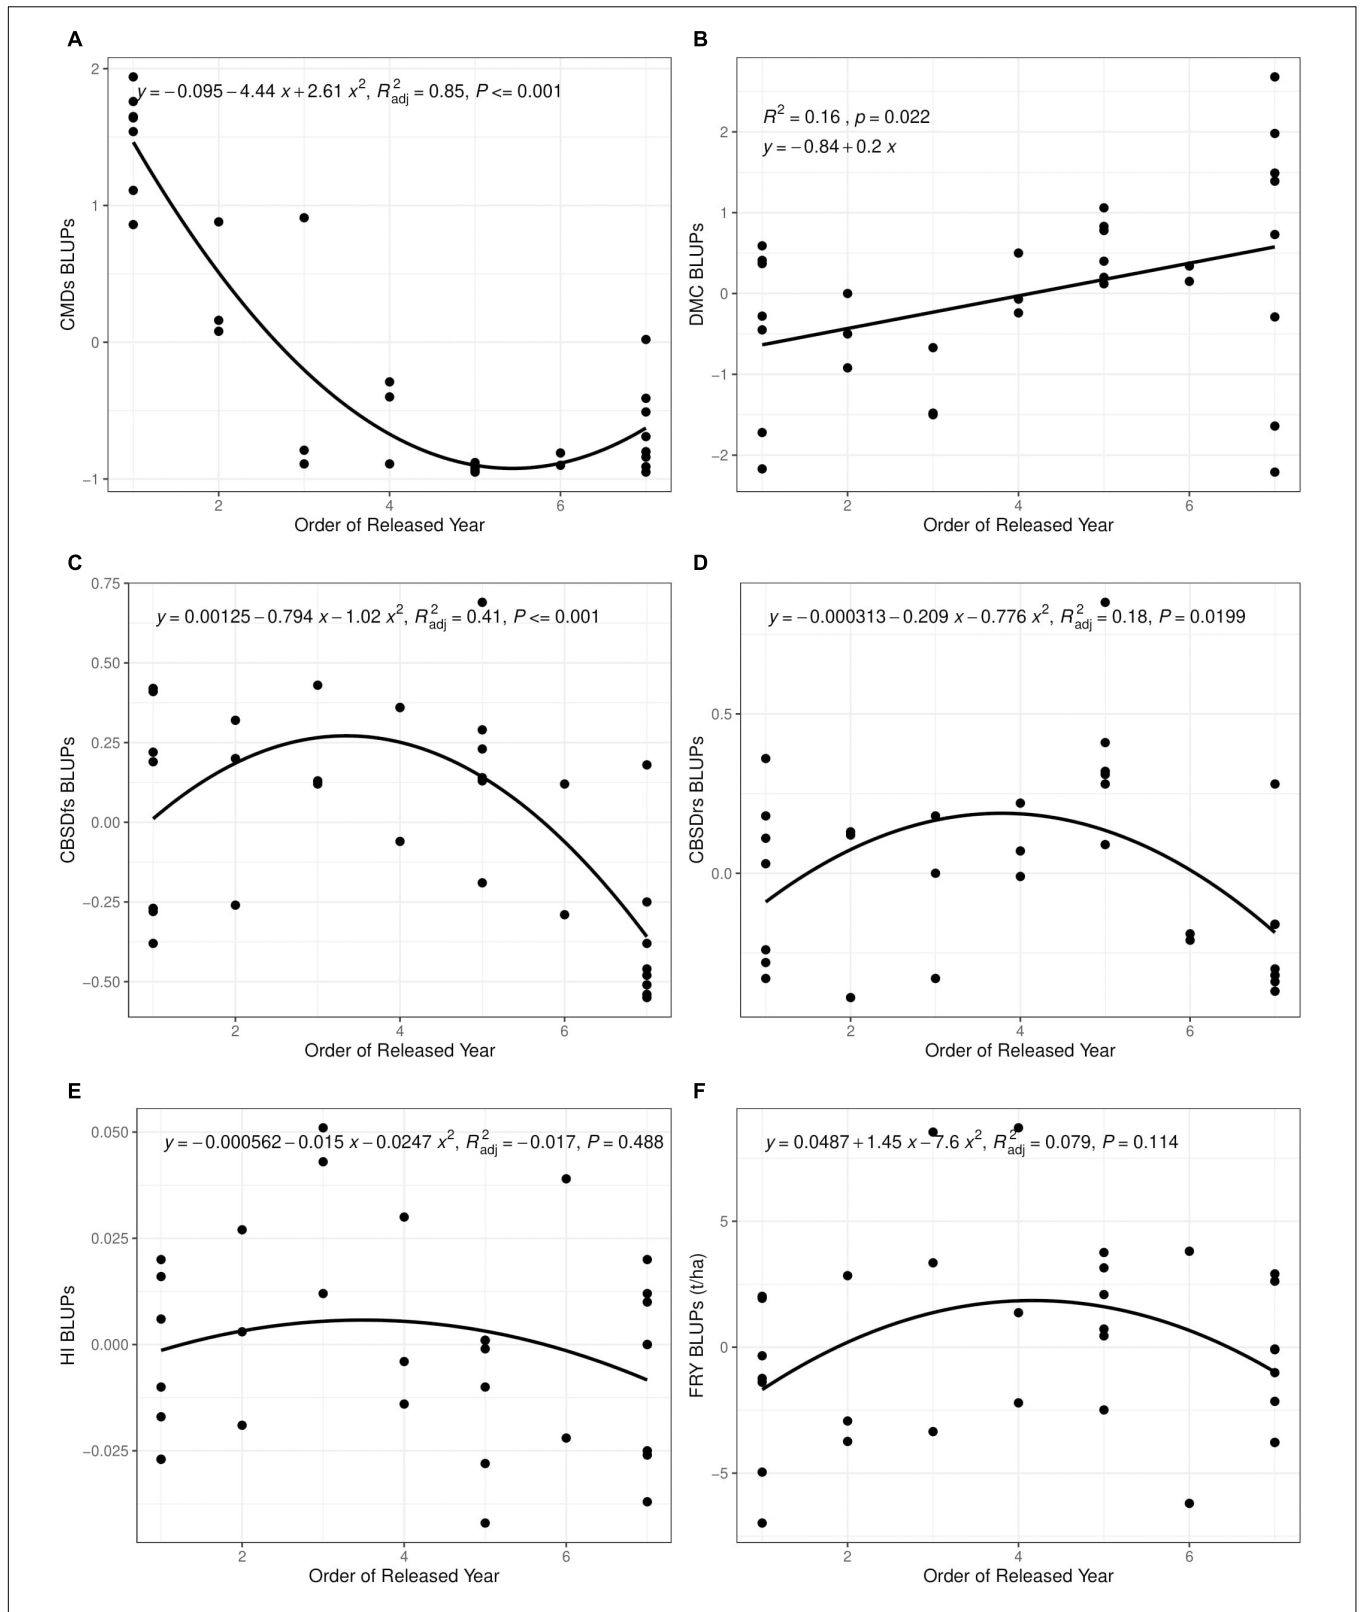 A
y = −0.095 − 4.44 x + 2.61 x², R²adj = 0.85, P <= 0.001
2
1
0
−1
CMDs BLUPs
2 4 6
Order of Released Year
B
R² = 0.16 , p = 0.022
y = −0.84 + 0.2 x
2
1
0
−1
−2
DMC BLUPs
2 4 6
Order of Released Year
C
y = 0.00125 − 0.794 x − 1.02 x², R²adj = 0.41, P <= 0.001
0.75
0.50
0.25
0.00
−0.25
−0.50
CBSDfs BLUPs
2 4 6
Order of Released Year
D
y = −0.000313 − 0.209 x − 0.776 x², R²adj = 0.18, P = 0.0199
0.5
0.0
CBSDrs BLUPs
2 4 6
Order of Released Year
E
y = −0.000562 − 0.015 x − 0.0247 x², R²adj = −0.017, P = 0.488
0.050
0.025
0.000
−0.025
HI BLUPs
2 4 6
Order of Released Year
F
y = 0.0487 + 1.45 x − 7.6 x², R²adj = 0.079, P = 0.114
5
0
−5
FRY BLUPs (t/ha)
2 4 6
Order of Released Year